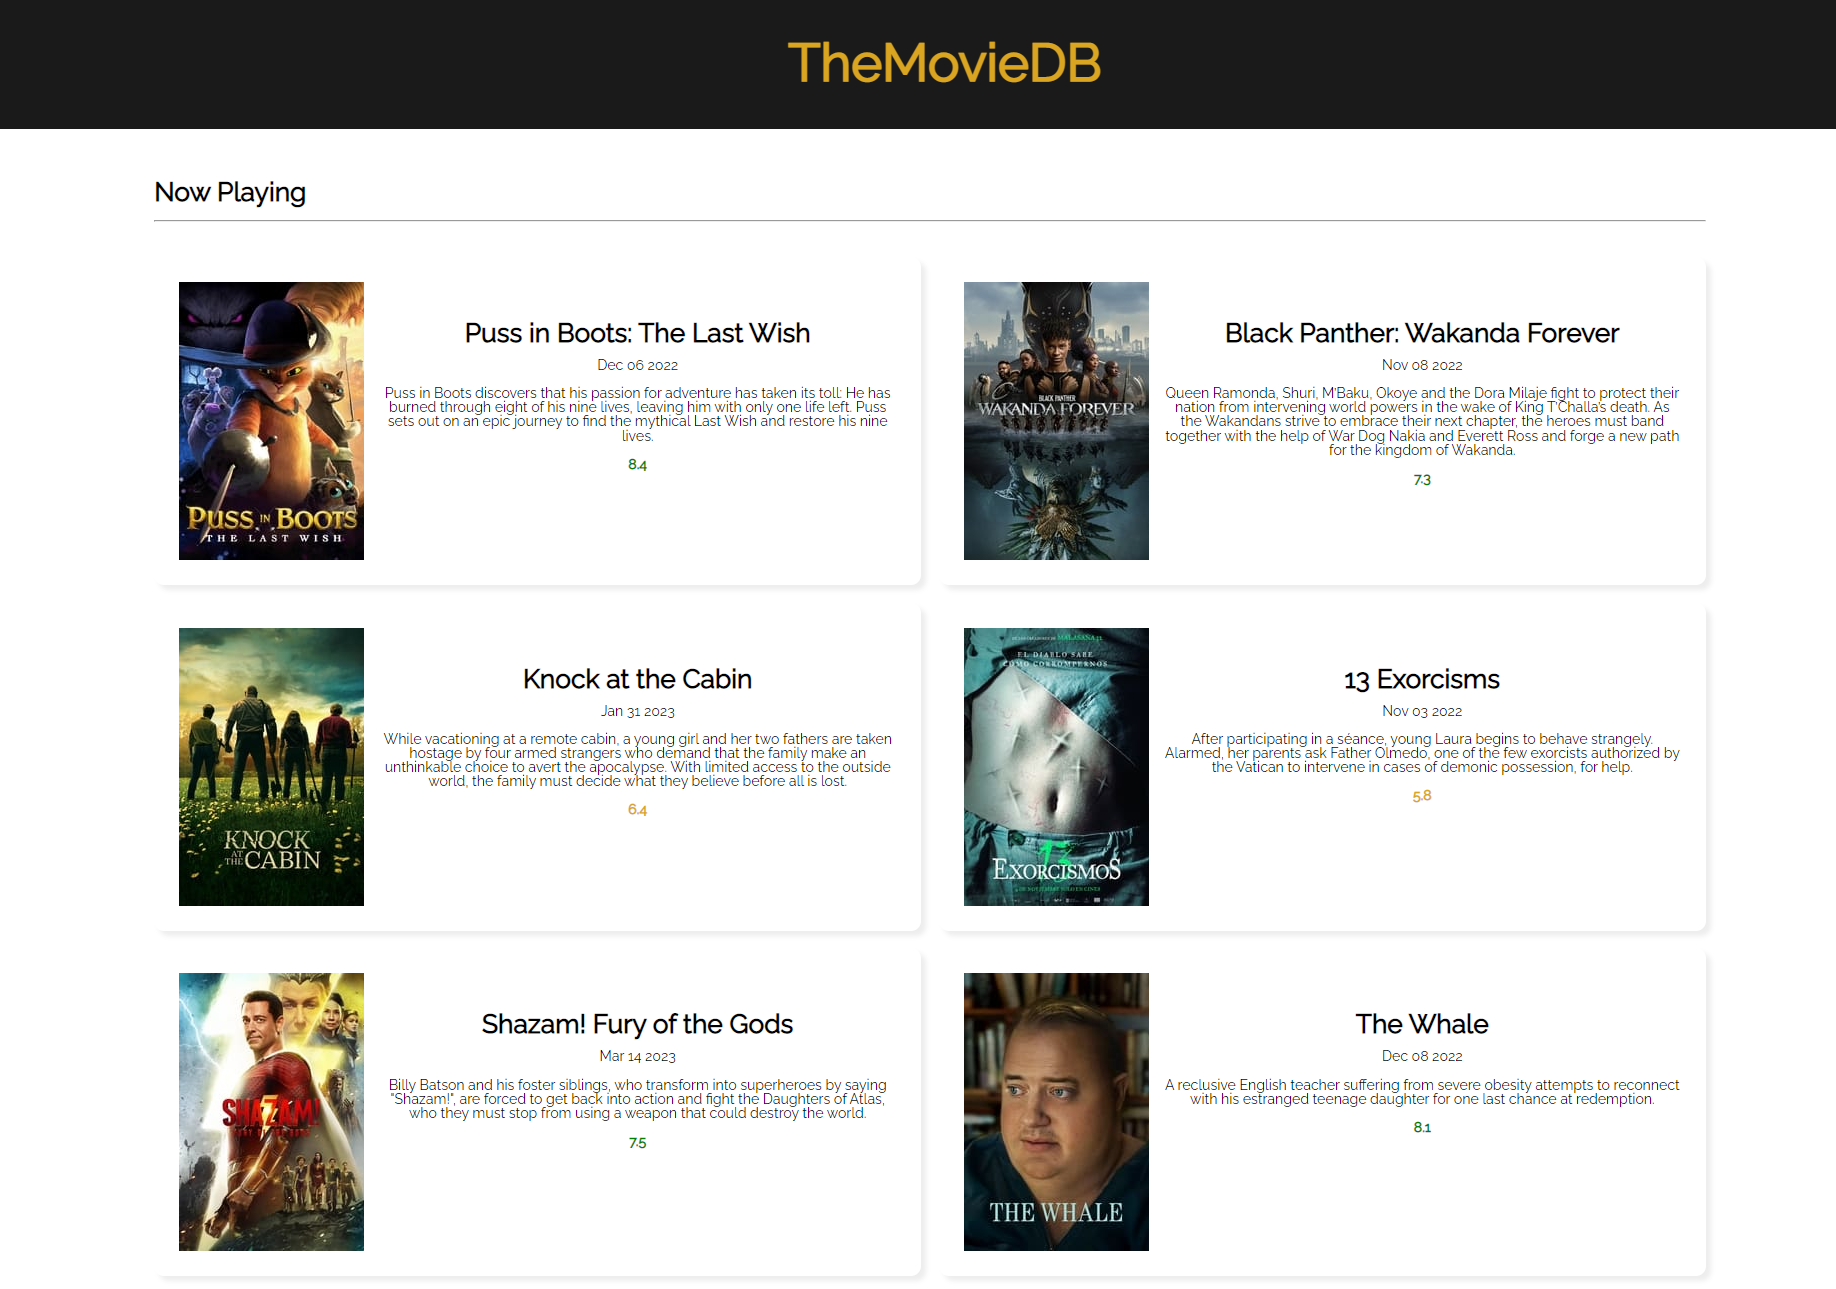 TheMovieDB
Now Playing
PUSS IN BOOTS
THE LAST WISH
Puss in Boots: The Last Wish
Dec 06 2022
Puss in Boots discovers that his passion for adventure has taken its toll: He has
burned through eight of his nine lives, leaving him with only one life left. Puss
sets out on an epic journey to find the mythical Last Wish and restore his nine
lives.
8.4
BLACK PANTHER
WAKANDA FOREVER
Black Panther: Wakanda Forever
Nov 08 2022
Queen Ramonda, Shuri, M'Baku, Okoye and the Dora Milaje fight to protect their
nation from intervening world powers in the wake of King T'Challa's death. As
the Wakandans strive to embrace their next chapter, the heroes must band
together with the help of War Dog Nakia and Everett Ross and forge a new path
for the kingdom of Wakanda.
7.3
KNOCK
AT THE CABIN
Knock at the Cabin
Jan 31 2023
While vacationing at a remote cabin, a young girl and her two fathers are taken
hostage by four armed strangers who demand that the family make an
unthinkable choice to avert the apocalypse. With limited access to the outside
world, the family must decide what they believe before all is lost.
6.4
EL DIABLO SABE
CÓMO CORROMPERNOS
13
EXORCISMOS
13 Exorcisms
Nov 03 2022
After participating in a séance, young Laura begins to behave strangely.
Alarmed, her parents ask Father Olmedo, one of the few exorcists authorized by
the Vatican to intervene in cases of demonic possession, for help.
5.8
SHAZAM!
Shazam! Fury of the Gods
Mar 14 2023
Billy Batson and his foster siblings, who transform into superheroes by saying
"Shazam!", are forced to get back into action and fight the Daughters of Atlas,
who they must stop from using a weapon that could destroy the world.
7.5
THE WHALE
The Whale
Dec 08 2022
A reclusive English teacher suffering from severe obesity attempts to reconnect
with his estranged teenage daughter for one last chance at redemption.
8.1